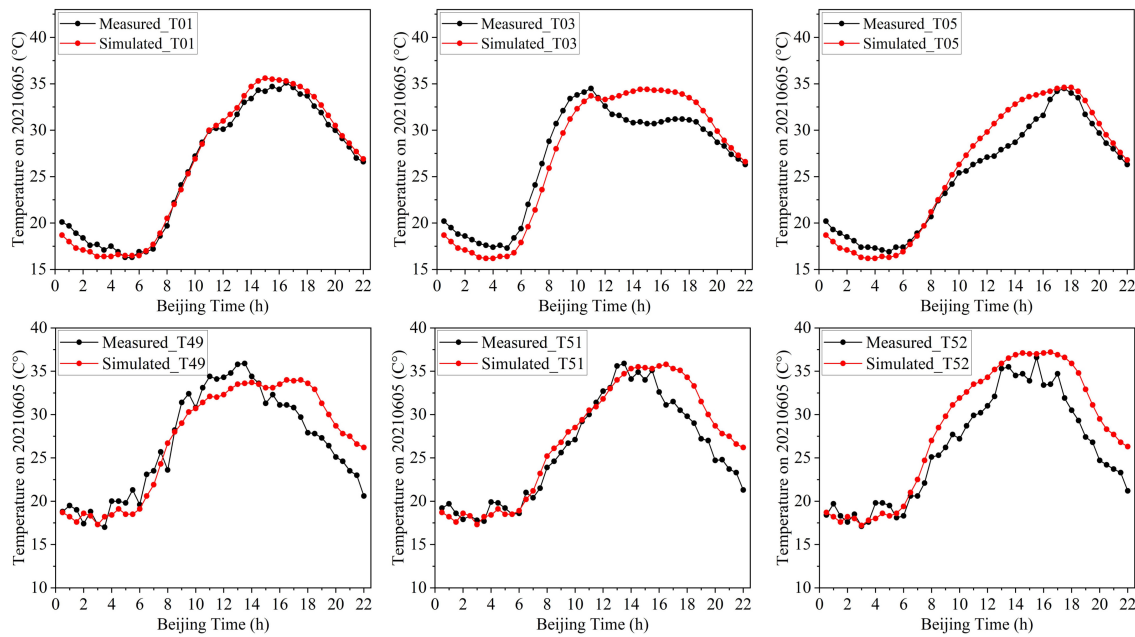 Measured_T01
Simulated_T01
Temperature on 20210605 (°C)
40
35
30
25
20
15
0 2 4 6 8 10 12 14 16 18 20 22
Beijing Time (h)
Measured_T03
Simulated_T03
Temperature on 20210605 (°C)
40
35
30
25
20
15
0 2 4 6 8 10 12 14 16 18 20 22
Beijing Time (h)
Measured_T05
Simulated_T05
Temperature on 20210605 (°C)
40
35
30
25
20
15
0 2 4 6 8 10 12 14 16 18 20 22
Beijing Time (h)
Measured_T49
Simulated_T49
Temperature on 20210605 (C°)
40
35
30
25
20
15
10
0 2 4 6 8 10 12 14 16 18 20 22
Beijing Time (h)
Measured_T51
Simulated_T51
Temperature on 20210605 (C°)
40
35
30
25
20
15
10
0 2 4 6 8 10 12 14 16 18 20 22
Beijing Time (h)
Measured_T52
Simulated_T52
Temperature on 20210605 (C°)
40
35
30
25
20
15
10
0 2 4 6 8 10 12 14 16 18 20 22
Beijing Time (h)